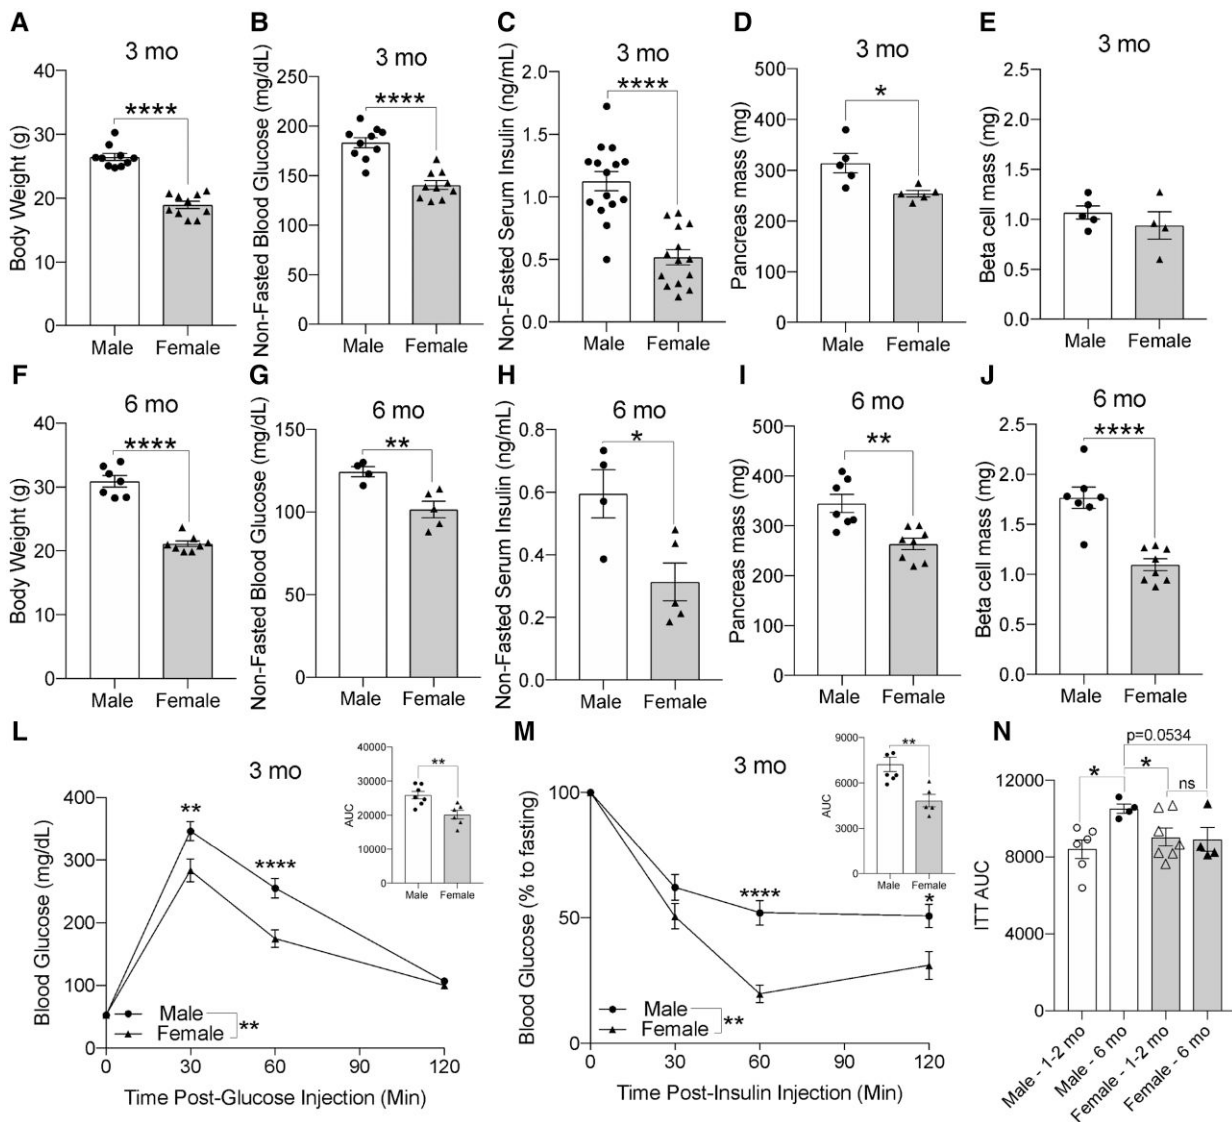 A
3 mo
Body Weight (g)
40
30
20
10
0
****
Male
Female
B
3 mo
Non-Fasted Blood Glucose (mg/dL)
250
200
150
100
50
0
****
Male
Female
C
3 mo
Non-Fasted Serum Insulin (ng/mL)
2.0
1.5
1.0
0.5
0.0
****
Male
Female
D
3 mo
Pancreas mass (mg)
500
400
300
200
100
0
*
Male
Female
E
3 mo
Beta cell mass (mg)
2.5
2.0
1.5
1.0
0.5
0.0
Male
Female
F
6 mo
Body Weight (g)
40
30
20
10
0
****
Male
Female
G
6 mo
Non-Fasted Blood Glucose (mg/dL)
150
100
50
0
**
Male
Female
H
6 mo
Non-Fasted Serum Insulin (ng/mL)
0.8
0.6
0.4
0.2
0.0
*
Male
Female
I
6 mo
Pancreas mass (mg)
500
400
300
200
100
0
**
Male
Female
J
6 mo
Beta cell mass (mg)
2.5
2.0
1.5
1.0
0.5
0.0
****
Male
Female
L
3 mo
Blood Glucose (mg/dL)
400
300
200
100
0
**
****
Male
Female
**
0
30
60
90
120
Time Post-Glucose Injection (Min)
AUC
40000
30000
20000
10000
0
**
Male
Female
M
3 mo
Blood Glucose (% to fasting)
100
50
0
****
*
Male
Female
**
0
30
60
90
120
Time Post-Insulin Injection (Min)
AUC
9000
6000
3000
0
**
Male
Female
N
p=0.0534
*
*
ns
ITT AUC
12000
8000
4000
0
Male - 1-2 mo
Male - 6 mo
Female - 1-2 mo
Female - 6 mo